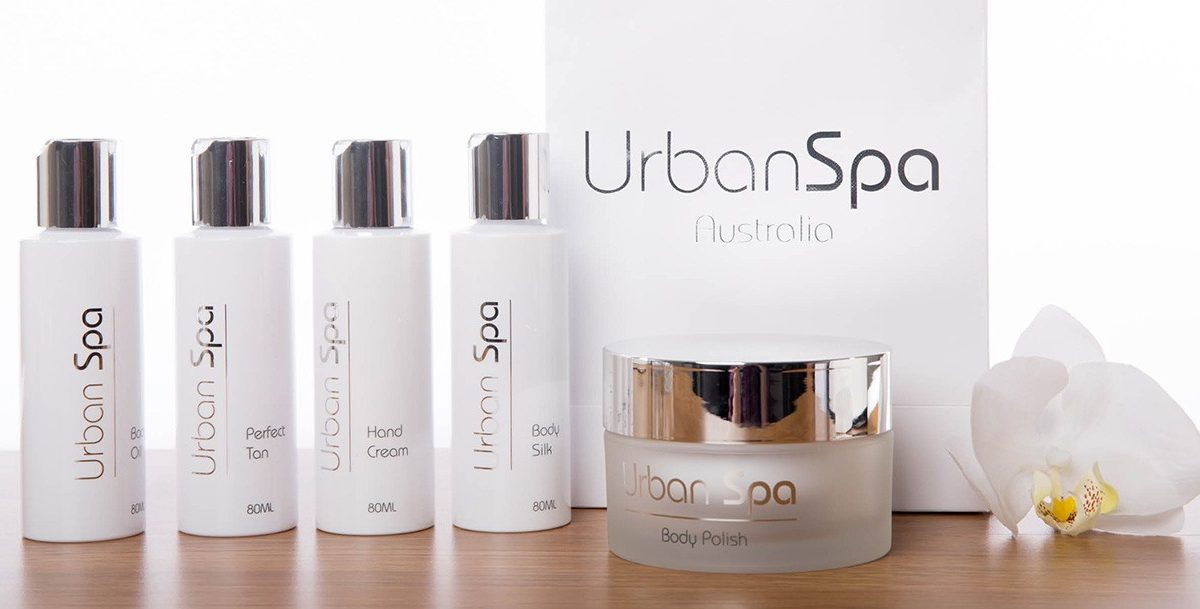 Urban Spa
Body
Oil
80ML
Urban Spa
Perfect
Tan
80ML
Urban Spa
Hand
Cream
80ML
Urban Spa
Body
Silk
80ML
UrbanSpa
Australia
Urban Spa
Body Polish